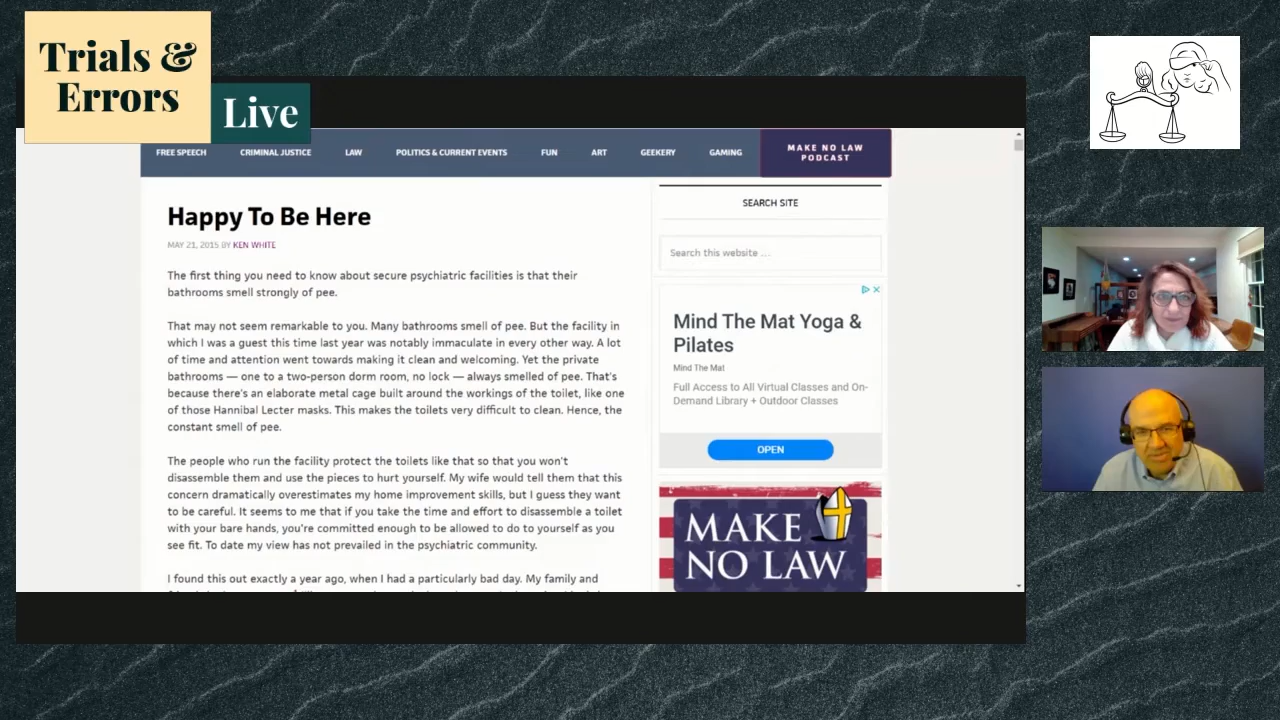 Trials &
Errors
Live
FREE SPEECH CRIMINAL JUSTICE LAW POLITICS & CURRENT EVENTS FUN ART GEEKERY GAMING
MAKE NO LAW
PODCAST
Happy To Be Here
MAY 21, 2015 BY KEN WHITE
The first thing you need to know about secure psychiatric facilities is that their
bathrooms smell strongly of pee.
That may not seem remarkable to you. Many bathrooms smell of pee. But the facility in
which I was a guest this time last year was notably immaculate in every other way. A lot
of time and attention went towards making it clean and welcoming. Yet the private
bathrooms — one to a two-person dorm room, no lock — always smelled of pee. That's
because there's an elaborate metal cage built around the workings of the toilet, like one
of those Hannibal Lecter masks. This makes the toilets very difficult to clean. Hence, the
constant smell of pee.
The people who run the facility protect the toilets like that so that you won't
disassemble them and use the pieces to hurt yourself. My wife would tell them that this
concern dramatically overestimates my home improvement skills, but I guess they want
to be careful. It seems to me that if you take the time and effort to disassemble a toilet
with your bare hands, you're committed enough to be allowed to do to yourself as you
see fit. To date my view has not prevailed in the psychiatric community.
I found this out exactly a year ago, when I had a particularly bad day. My family and
SEARCH SITE
Search this website …
Mind The Mat Yoga &
Pilates
Mind The Mat
Full Access to All Virtual Classes and On-
Demand Library + Outdoor Classes
OPEN
MAKE
NO LAW